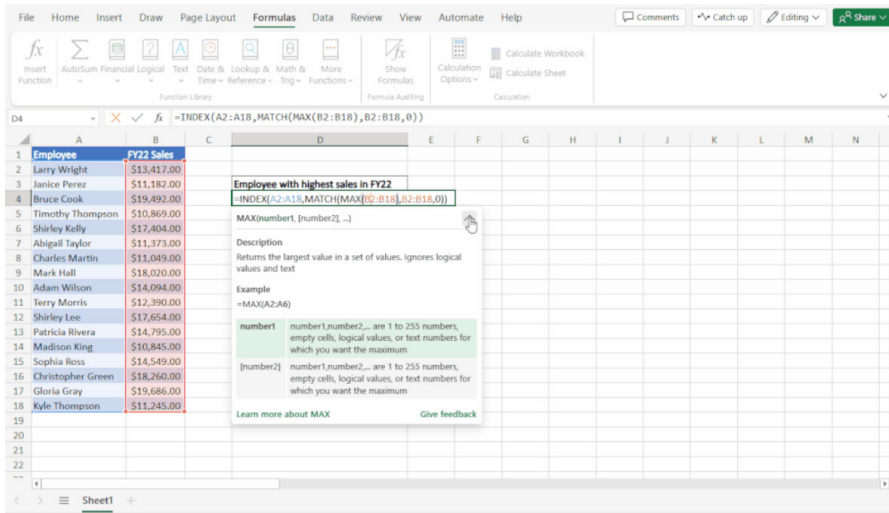 File Home Insert Draw Page Layout Formulas Data Review View Automate Help Comments Catch up Editing Share
fx
Insert Function AutoSum Financial Logical Text Date & Time Lookup & Reference Math & Trig More Functions Show Formulas Calculation Options Calculate Workbook
Calculate Sheet
Function Library Formula Auditing Calculation
D4 fx =INDEX(A2:A18,MATCH(MAX(B2:B18),B2:B18,0))
A B C D E F G H I J K L M N
1 Employee FY22 Sales
2 Larry Wright $13,417.00
3 Janice Perez $11,182.00 Employee with highest sales in FY22
4 Bruce Cook $19,492.00 =INDEX(A2:A18,MATCH(MAX(B2:B18),B2:B18,0))
5 Timothy Thompson $10,869.00
6 Shirley Kelly $17,404.00
7 Abigail Taylor $11,373.00
8 Charles Martin $11,049.00
9 Mark Hall $18,020.00
10 Adam Wilson $14,094.00
11 Terry Morris $12,390.00
12 Shirley Lee $17,654.00
13 Patricia Rivera $14,795.00
14 Madison King $10,845.00
15 Sophia Ross $14,549.00
16 Christopher Green $18,260.00
17 Gloria Gray $19,686.00
18 Kyle Thompson $11,245.00
19
20
21
22
MAX(number1, [number2], ...)
Description
Returns the largest value in a set of values. Ignores logical
values and text
Example
=MAX(A2:A6)
number1 number1,number2,... are 1 to 255 numbers,
empty cells, logical values, or text numbers for
which you want the maximum
[number2] number1,number2,... are 1 to 255 numbers,
empty cells, logical values, or text numbers for
which you want the maximum
Learn more about MAX Give feedback
Sheet1